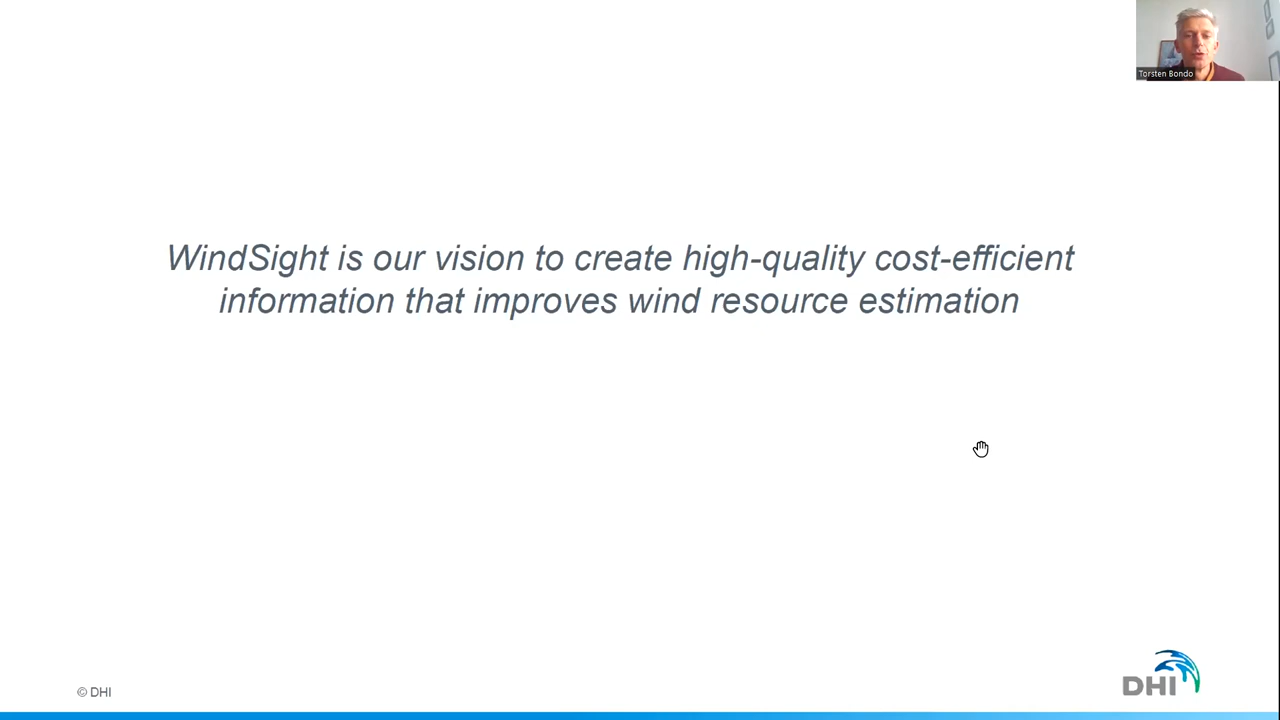 Torsten Bondo
WindSight is our vision to create high-quality cost-efficient
information that improves wind resource estimation
© DHI
DHI